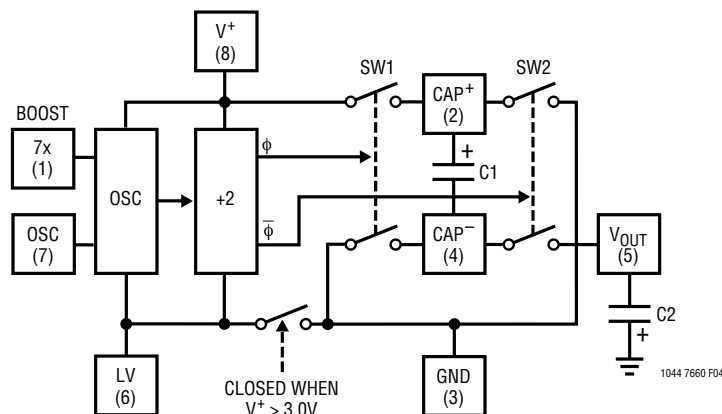 V+
(8)
SW1
SW2
BOOST
7x
(1)
OSC
+2
ϕ
ϕ̅
CAP+
(2)
+
C1
OSC
(7)
CAP–
(4)
VOUT
(5)
C2
+
LV
(6)
CLOSED WHEN
V+ > 3.0V
GND
(3)
1044 7660 F04